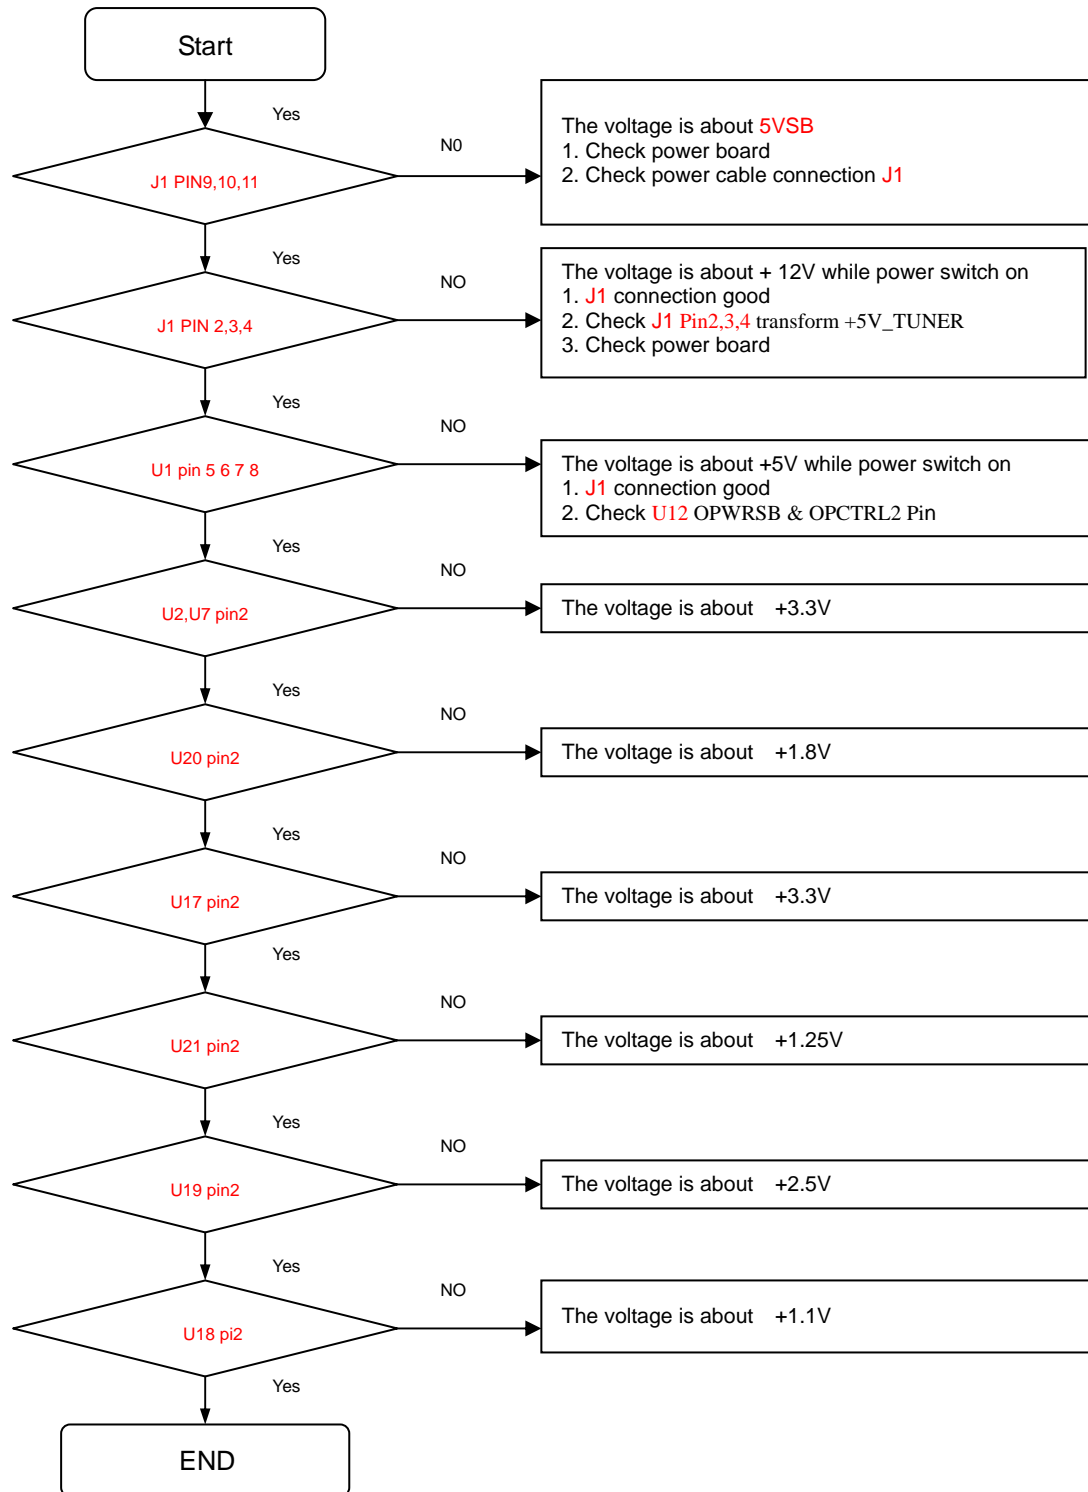 Start
Yes
J1 PIN9,10,11
N0
The voltage is about 5VSB
1. Check power board
2. Check power cable connection J1
Yes
J1 PIN 2,3,4
NO
The voltage is about + 12V while power switch on
1. J1 connection good
2. Check J1 Pin2,3,4 transform +5V_TUNER
3. Check power board
Yes
U1 pin 5 6 7 8
NO
The voltage is about +5V while power switch on
1. J1 connection good
2. Check U12 OPWRSB & OPCTRL2 Pin
Yes
U2,U7 pin2
NO
The voltage is about +3.3V
Yes
U20 pin2
NO
The voltage is about +1.8V
Yes
U17 pin2
NO
The voltage is about +3.3V
Yes
U21 pin2
NO
The voltage is about +1.25V
Yes
U19 pin2
NO
The voltage is about +2.5V
Yes
U18 pi2
NO
The voltage is about +1.1V
Yes
END